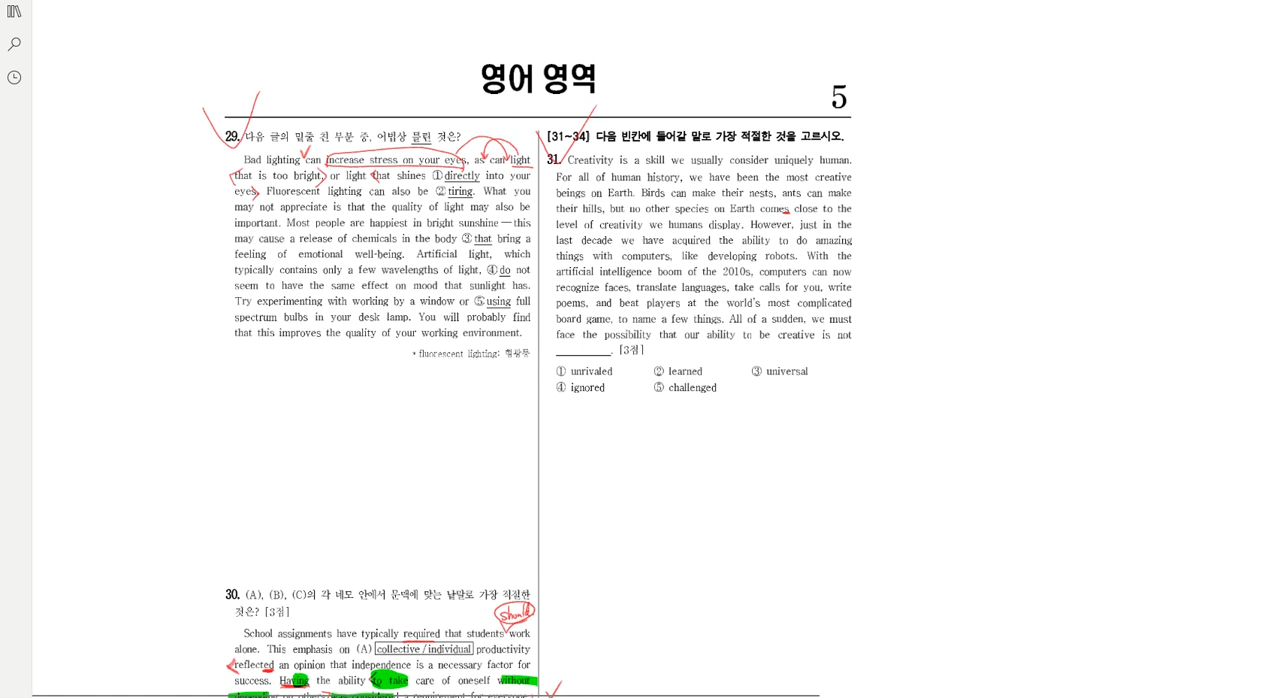 영어 영역
5
29. 다음 글의 밑줄 친 부분 중, 어법상 틀린 것은?
Bad lighting can increase stress on your eyes, as can light
that is too bright, or light that shines ① directly into your
eyes. Fluorescent lighting can also be ② tiring. What you
may not appreciate is that the quality of light may also be
important. Most people are happiest in bright sunshine — this
may cause a release of chemicals in the body ③ that bring a
feeling of emotional well-being. Artificial light, which
typically contains only a few wavelengths of light, ④ do not
seem to have the same effect on mood that sunlight has.
Try experimenting with working by a window or ⑤ using full
spectrum bulbs in your desk lamp. You will probably find
that this improves the quality of your working environment.
* fluorescent lighting: 형광등
30. (A), (B), (C)의 각 네모 안에서 문맥에 맞는 낱말로 가장 적절한
것은? [3점]
should
School assignments have typically required that students work
alone. This emphasis on (A) collective / individual productivity
reflected an opinion that independence is a necessary factor for
success. Having the ability to take care of oneself without
[31~34] 다음 빈칸에 들어갈 말로 가장 적절한 것을 고르시오.
31. Creativity is a skill we usually consider uniquely human.
For all of human history, we have been the most creative
beings on Earth. Birds can make their nests, ants can make
their hills, but no other species on Earth comes close to the
level of creativity we humans display. However, just in the
last decade we have acquired the ability to do amazing
things with computers, like developing robots. With the
artificial intelligence boom of the 2010s, computers can now
recognize faces, translate languages, take calls for you, write
poems, and beat players at the world's most complicated
board game, to name a few things. All of a sudden, we must
face the possibility that our ability to be creative is not
. [3점]
① unrivaled ② learned ③ universal
④ ignored ⑤ challenged